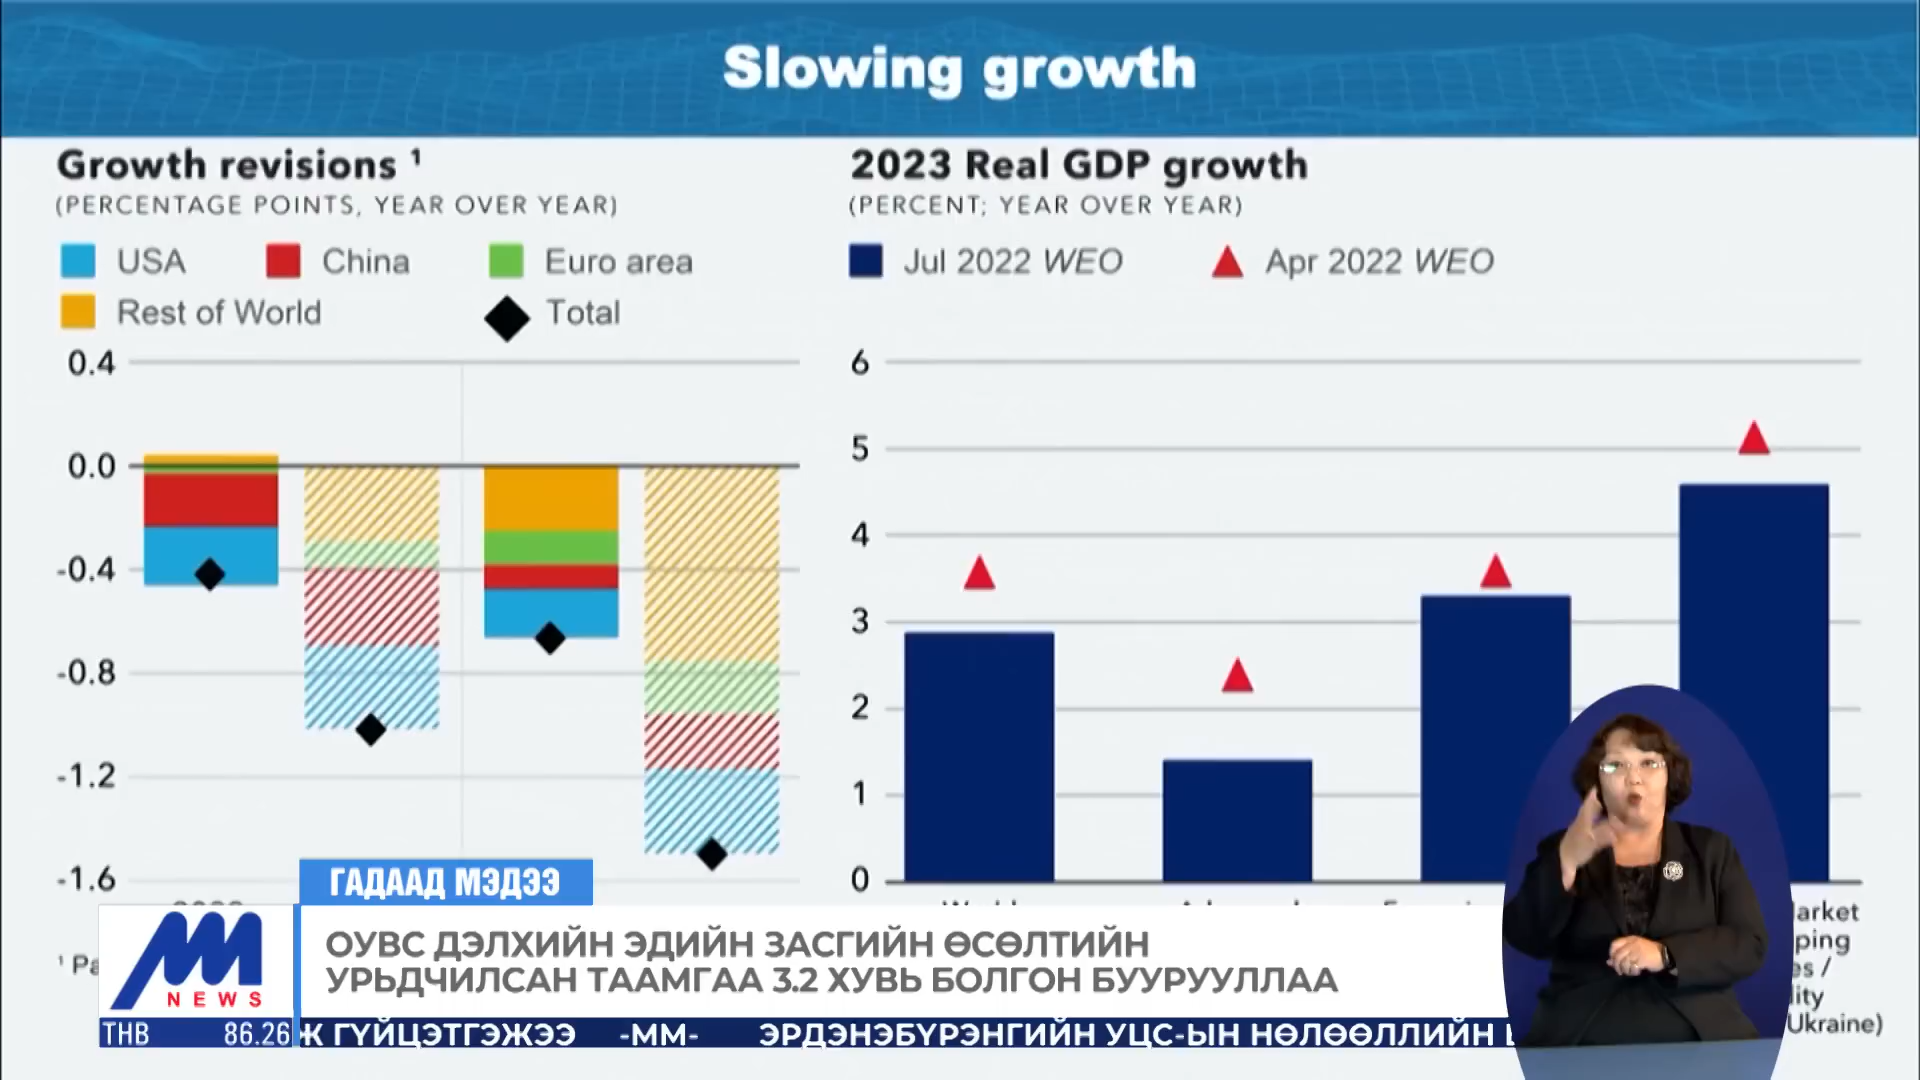 Slowing growth
Growth revisions ¹
(PERCENTAGE POINTS, YEAR OVER YEAR)
USA China Euro area
Rest of World Total
0.4
0.0
-0.4
-0.8
-1.2
-1.6
2023 Real GDP growth
(PERCENT; YEAR OVER YEAR)
Jul 2022 WEO Apr 2022 WEO
6
5
4
3
2
1
0
ГАДААД МЭДЭЭ
ОУВС ДЭЛХИЙН ЭДИЙН ЗАСГИЙН ӨСӨЛТИЙН
УРЬДЧИЛСАН ТААМГАА 3.2 ХУВЬ БОЛГОН БУУРУУЛЛАА
NEWS
ТНВ 86.26
ГҮЙЦЭТГЭЖЭЭ -ММ- ЭРДЭНЭБҮРЭНГИЙН УЦС-ЫН НӨЛӨӨЛЛИЙН
Ukraine)